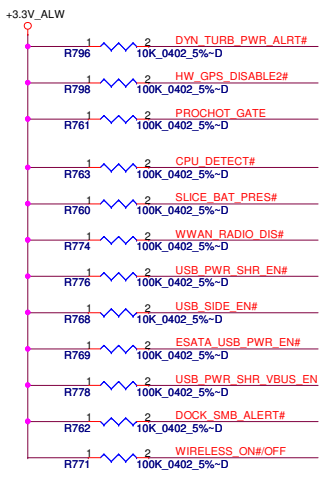 +3.3V_ALW
1 2 DYN_TURB_PWR_ALRT#
R796 10K_0402_5%~D
1 2 HW_GPS_DISABLE2#
R798 100K_0402_5%~D
1 2 PROCHOT_GATE
R761 100K_0402_5%~D
1 2 CPU_DETECT#
R763 100K_0402_5%~D
1 2 SLICE_BAT_PRES#
R760 100K_0402_5%~D
1 2 WWAN_RADIO_DIS#
R774 100K_0402_5%~D
1 2 USB_PWR_SHR_EN#
R776 100K_0402_5%~D
1 2 USB_SIDE_EN#
R768 10K_0402_5%~D
1 2 ESATA_USB_PWR_EN#
R769 100K_0402_5%~D
1 2 USB_PWR_SHR_VBUS_EN
R778 100K_0402_5%~D
1 2 DOCK_SMB_ALERT#
R762 10K_0402_5%~D
1 2 WIRELESS_ON#/OFF
R771 100K_0402_5%~D